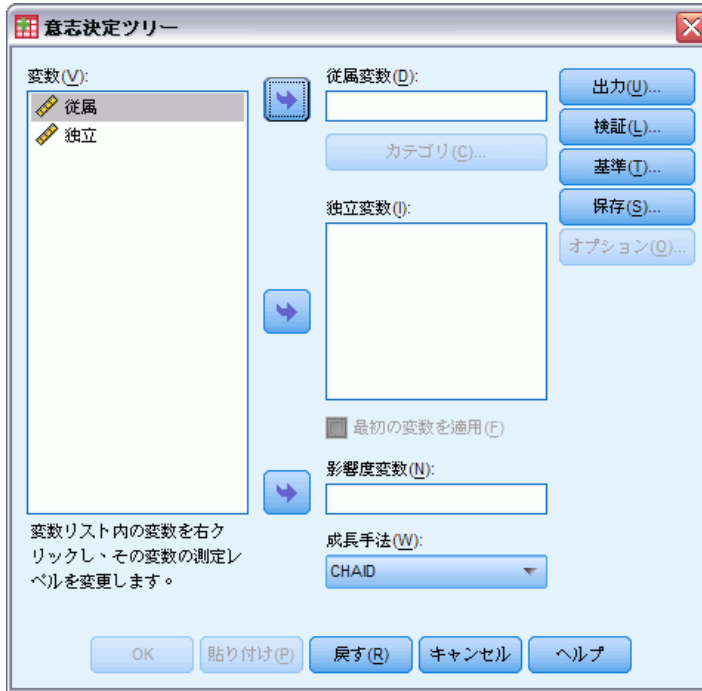 意志決定ツリー
変数(V):
従属
独立
変数リスト内の変数を右ク
リックし、その変数の測定レ
ベルを変更します。
従属変数(D):
カテゴリ(C)...
独立変数(I):
最初の変数を適用(F)
影響度変数(N):
成長手法(W):
CHAID
出力(U)...
検証(L)...
基準(T)...
保存(S)...
オプション(O)...
OK
貼り付け(P)
戻す(R)
キャンセル
ヘルプ